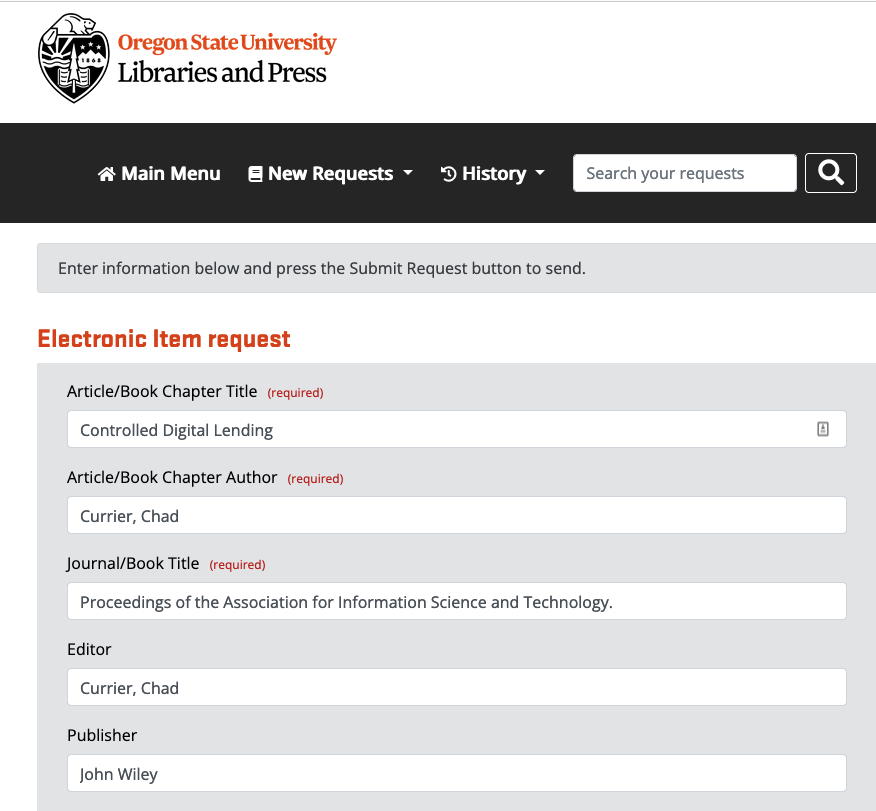 1868
Oregon State University
Libraries and Press
Main Menu New Requests History Search your requests
Enter information below and press the Submit Request button to send.
Electronic Item request
Article/Book Chapter Title (required)
Controlled Digital Lending
Article/Book Chapter Author (required)
Currier, Chad
Journal/Book Title (required)
Proceedings of the Association for Information Science and Technology.
Editor
Currier, Chad
Publisher
John Wiley